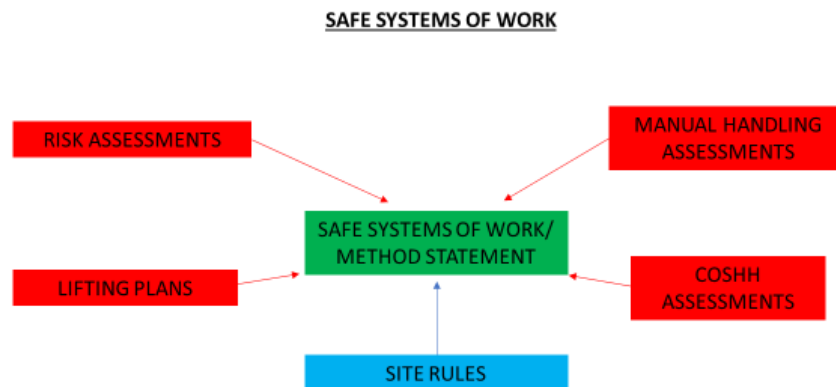 SAFE SYSTEMS OF WORK
RISK ASSESSMENTS
MANUAL HANDLING
ASSESSMENTS
SAFE SYSTEMS OF WORK/
METHOD STATEMENT
LIFTING PLANS
COSHH
ASSESSMENTS
SITE RULES